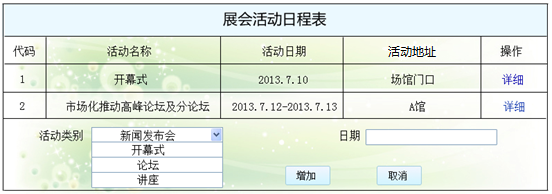 展会活动日程表
代码 活动名称 活动日期 活动地址 操作
1 开幕式 2013.7.10 场馆门口 详细
2 市场化推动高峰论坛及分论坛 2013.7.12-2013.7.13 A馆 详细
活动类别 新闻发布会 日期
开幕式
论坛
讲座
增加 取消